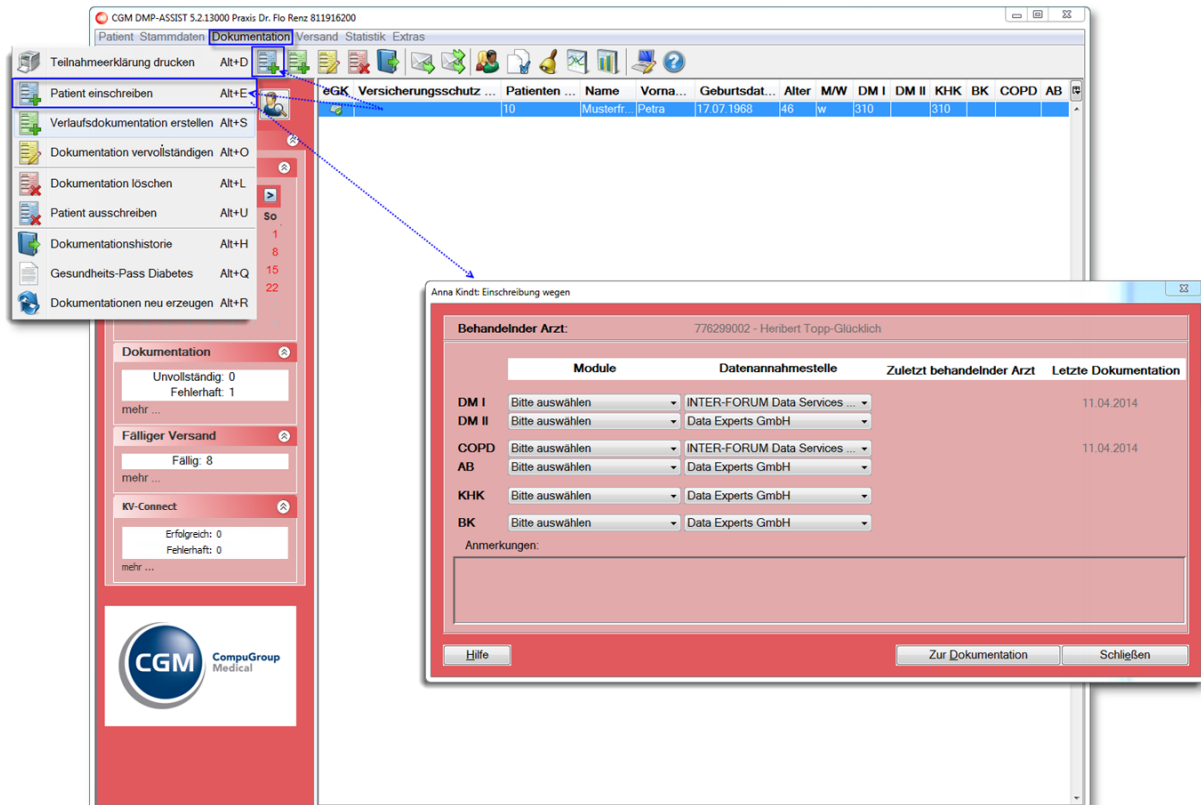 CGM DMP-ASSIST 5.2.13000 Praxis Dr. Flo Renz 811916200
Patient Stammdaten Dokumentation Versand Statistik Extras
Teilnahmeerklärung drucken Alt+D
Patient einschreiben Alt+E
Verlaufsdokumentation erstellen Alt+S
Dokumentation vervollständigen Alt+O
Dokumentation löschen Alt+L
Patient ausschreiben Alt+U
Dokumentationshistorie Alt+H
Gesundheits-Pass Diabetes Alt+Q
Dokumentationen neu erzeugen Alt+R
eGK Versicherungsschutz ... Patienten ... Name Vorna... Geburtsdat... Alter M/W DM I DM II KHK BK COPD AB
10 Musterfr... Petra 17.07.1968 46 w 310 310
So
1
8
15
22
Dokumentation
Unvollständig: 0
Fehlerhaft: 1
mehr ...
Fälliger Versand
Fällig: 8
mehr ...
KV-Connect
Erfolgreich: 0
Fehlerhaft: 0
mehr ...
CGM CompuGroup
Medical
Anna Kindt: Einschreibung wegen
Behandelnder Arzt: 776299002 - Heribert Topp-Glücklich
Module Datenannahmestelle Zuletzt behandelnder Arzt Letzte Dokumentation
DM I Bitte auswählen INTER-FORUM Data Services ... 11.04.2014
DM II Bitte auswählen Data Experts GmbH
COPD Bitte auswählen INTER-FORUM Data Services ... 11.04.2014
AB Bitte auswählen Data Experts GmbH
KHK Bitte auswählen Data Experts GmbH
BK Bitte auswählen Data Experts GmbH
Anmerkungen:
Hilfe Zur Dokumentation Schließen